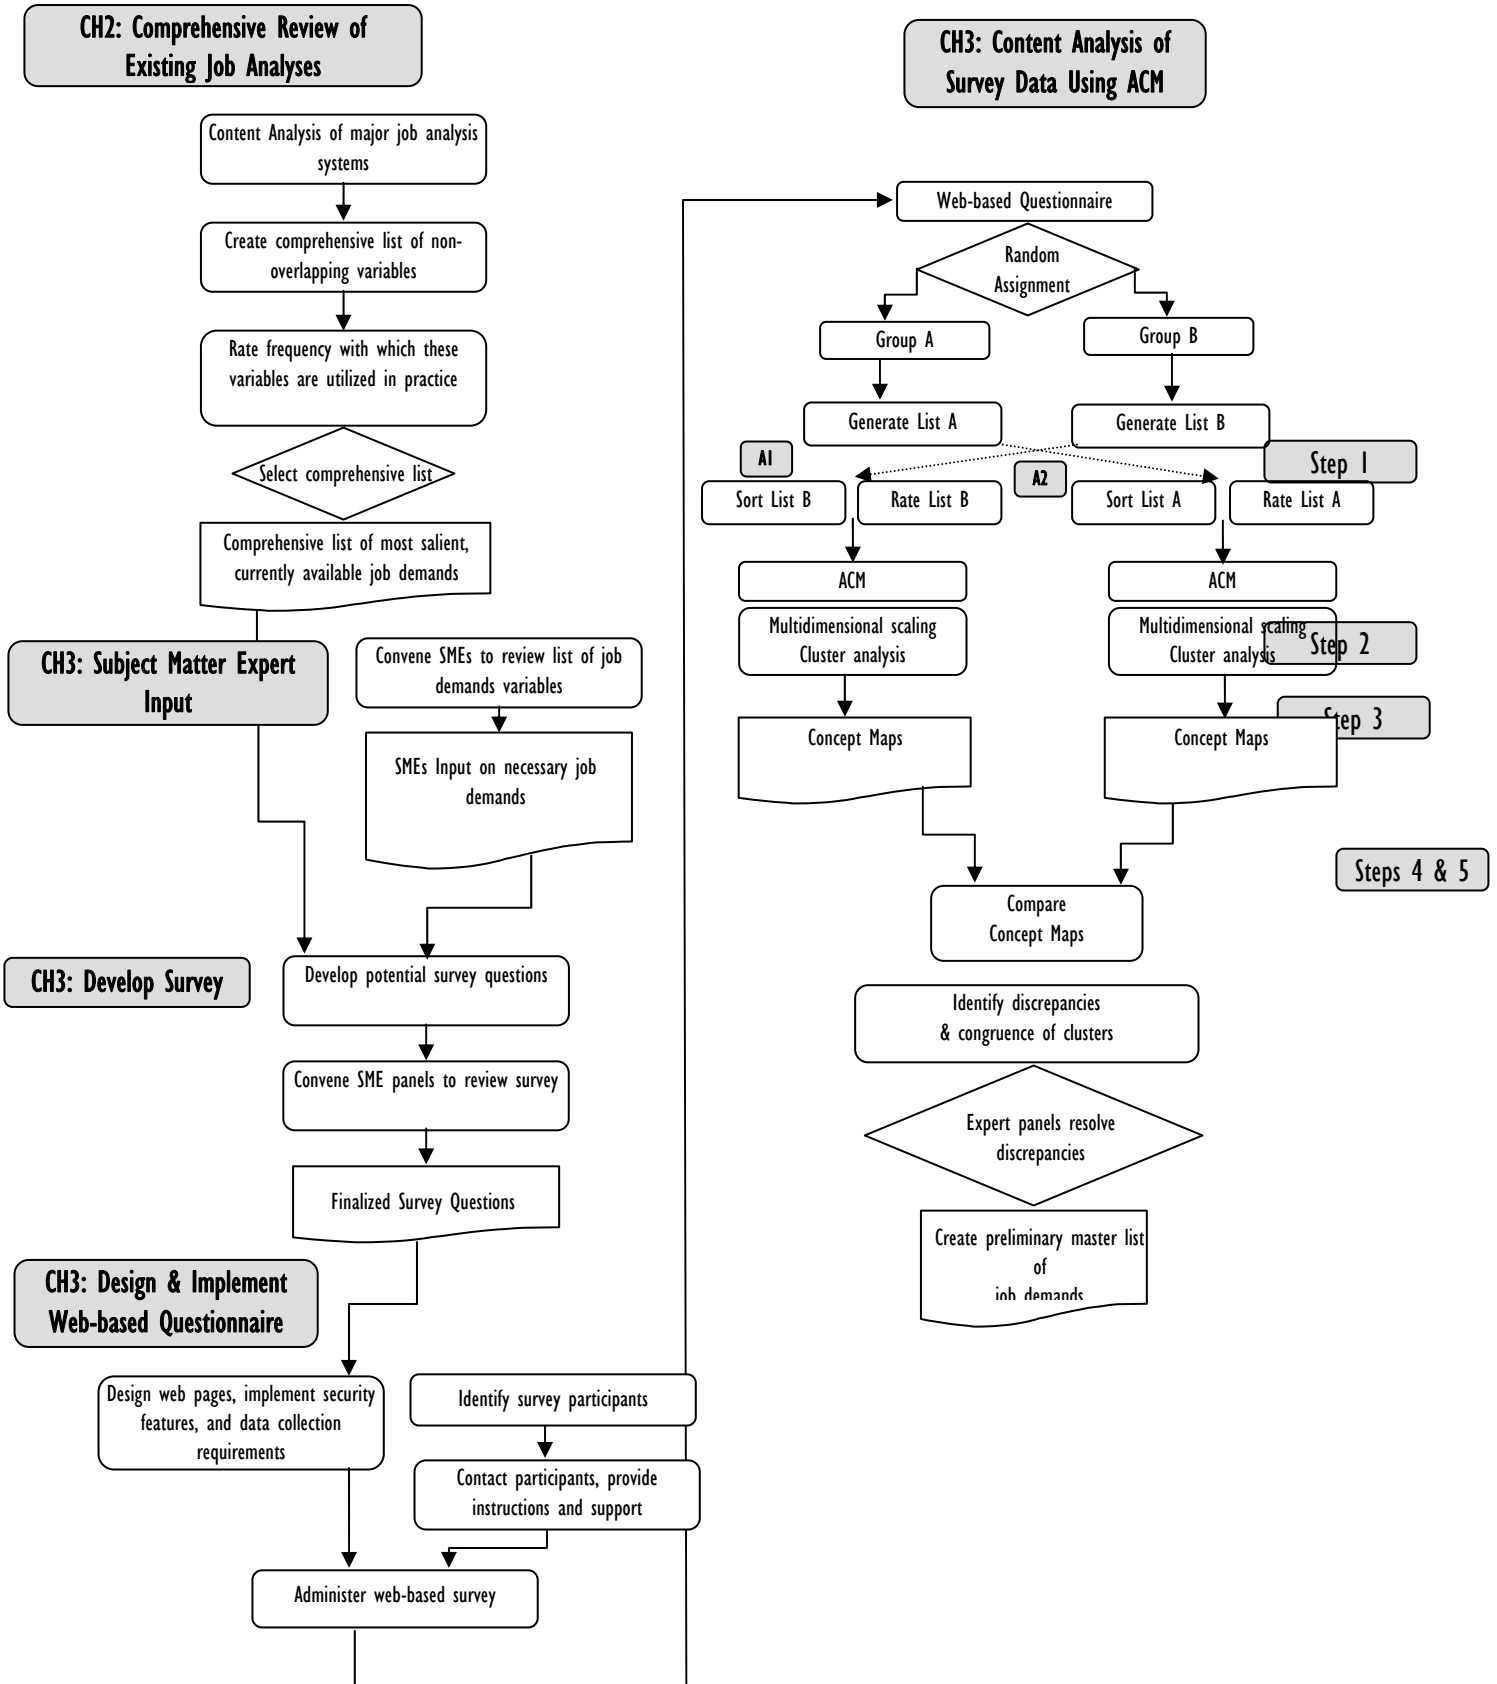 CH2: Comprehensive Review of
Existing Job Analyses
Content Analysis of major job analysis
systems
Create comprehensive list of non-
overlapping variables
Rate frequency with which these
variables are utilized in practice
Select comprehensive list
Comprehensive list of most salient,
currently available job demands
CH3: Subject Matter Expert
Input
Convene SMEs to review list of job
demands variables
SMEs Input on necessary job
demands
CH3: Develop Survey
Develop potential survey questions
Convene SME panels to review survey
Finalized Survey Questions
CH3: Design & Implement
Web-based Questionnaire
Design web pages, implement security
features, and data collection
requirements
Identify survey participants
Contact participants, provide
instructions and support
Administer web-based survey
CH3: Content Analysis of
Survey Data Using ACM
Web-based Questionnaire
Random
Assignment
Group A
Group B
Generate List A
Generate List B
A1
A2
Step 1
Sort List B
Rate List B
Sort List A
Rate List A
ACM
ACM
Multidimensional scaling
Cluster analysis
Multidimensional scaling
Cluster analysis
Step 2
Concept Maps
Concept Maps
Step 3
Steps 4 & 5
Compare
Concept Maps
Identify discrepancies
& congruence of clusters
Expert panels resolve
discrepancies
Create preliminary master list
of
job demands